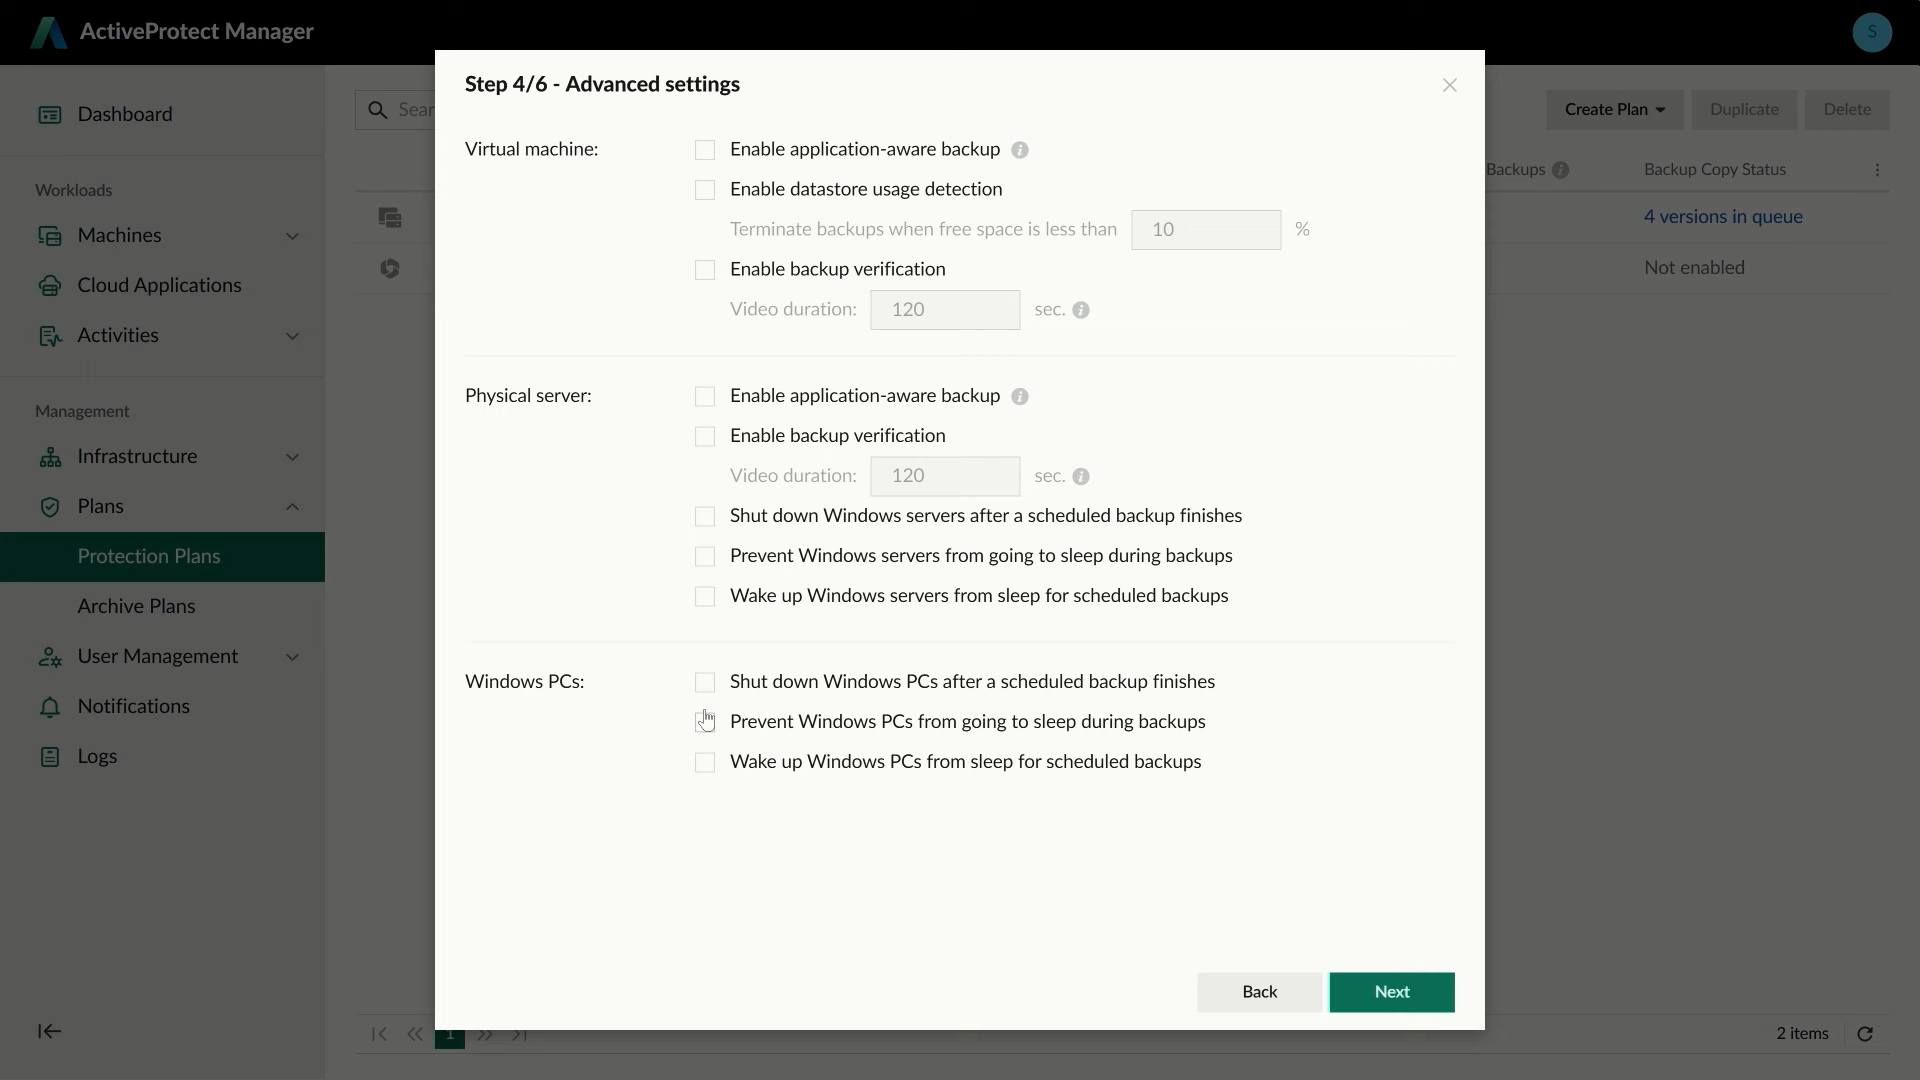 ActiveProtect Manager
S
Dashboard
Workloads
Machines
Cloud Applications
Activities
Management
Infrastructure
Plans
Protection Plans
Archive Plans
User Management
Notifications
Logs
Sear
Create Plan
Duplicate
Delete
Backups
Backup Copy Status
4 versions in queue
Not enabled
Step 4/6 - Advanced settings
Virtual machine:
Enable application-aware backup
Enable datastore usage detection
Terminate backups when free space is less than 10 %
Enable backup verification
Video duration: 120 sec.
Physical server:
Enable application-aware backup
Enable backup verification
Video duration: 120 sec.
Shut down Windows servers after a scheduled backup finishes
Prevent Windows servers from going to sleep during backups
Wake up Windows servers from sleep for scheduled backups
Windows PCs:
Shut down Windows PCs after a scheduled backup finishes
Prevent Windows PCs from going to sleep during backups
Wake up Windows PCs from sleep for scheduled backups
Back
Next
1
2 items